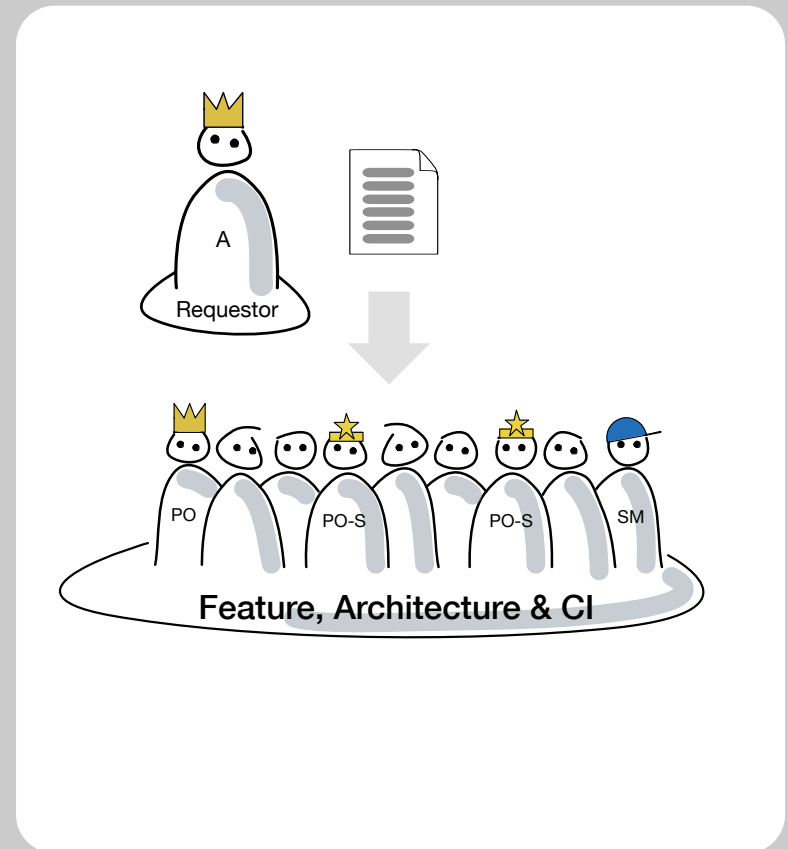 A
Requestor
PO
PO-S
PO-S
SM
Feature, Architecture & CI